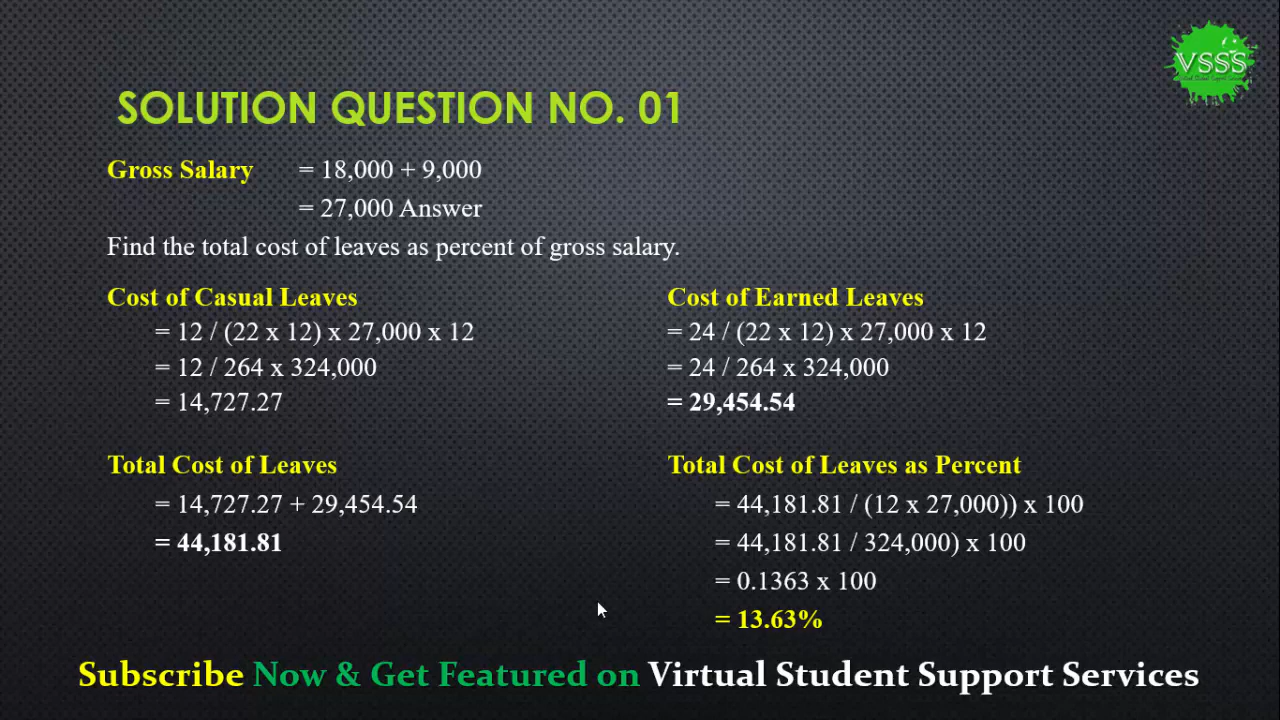 VSSS
SOLUTION QUESTION NO. 01
Gross Salary = 18,000 + 9,000
= 27,000 Answer
Find the total cost of leaves as percent of gross salary.
Cost of Casual Leaves
= 12 / (22 x 12) x 27,000 x 12
= 12 / 264 x 324,000
= 14,727.27
Cost of Earned Leaves
= 24 / (22 x 12) x 27,000 x 12
= 24 / 264 x 324,000
= 29,454.54
Total Cost of Leaves
= 14,727.27 + 29,454.54
= 44,181.81
Total Cost of Leaves as Percent
= 44,181.81 / (12 x 27,000)) x 100
= 44,181.81 / 324,000) x 100
= 0.1363 x 100
= 13.63%
Subscribe Now & Get Featured on Virtual Student Support Services